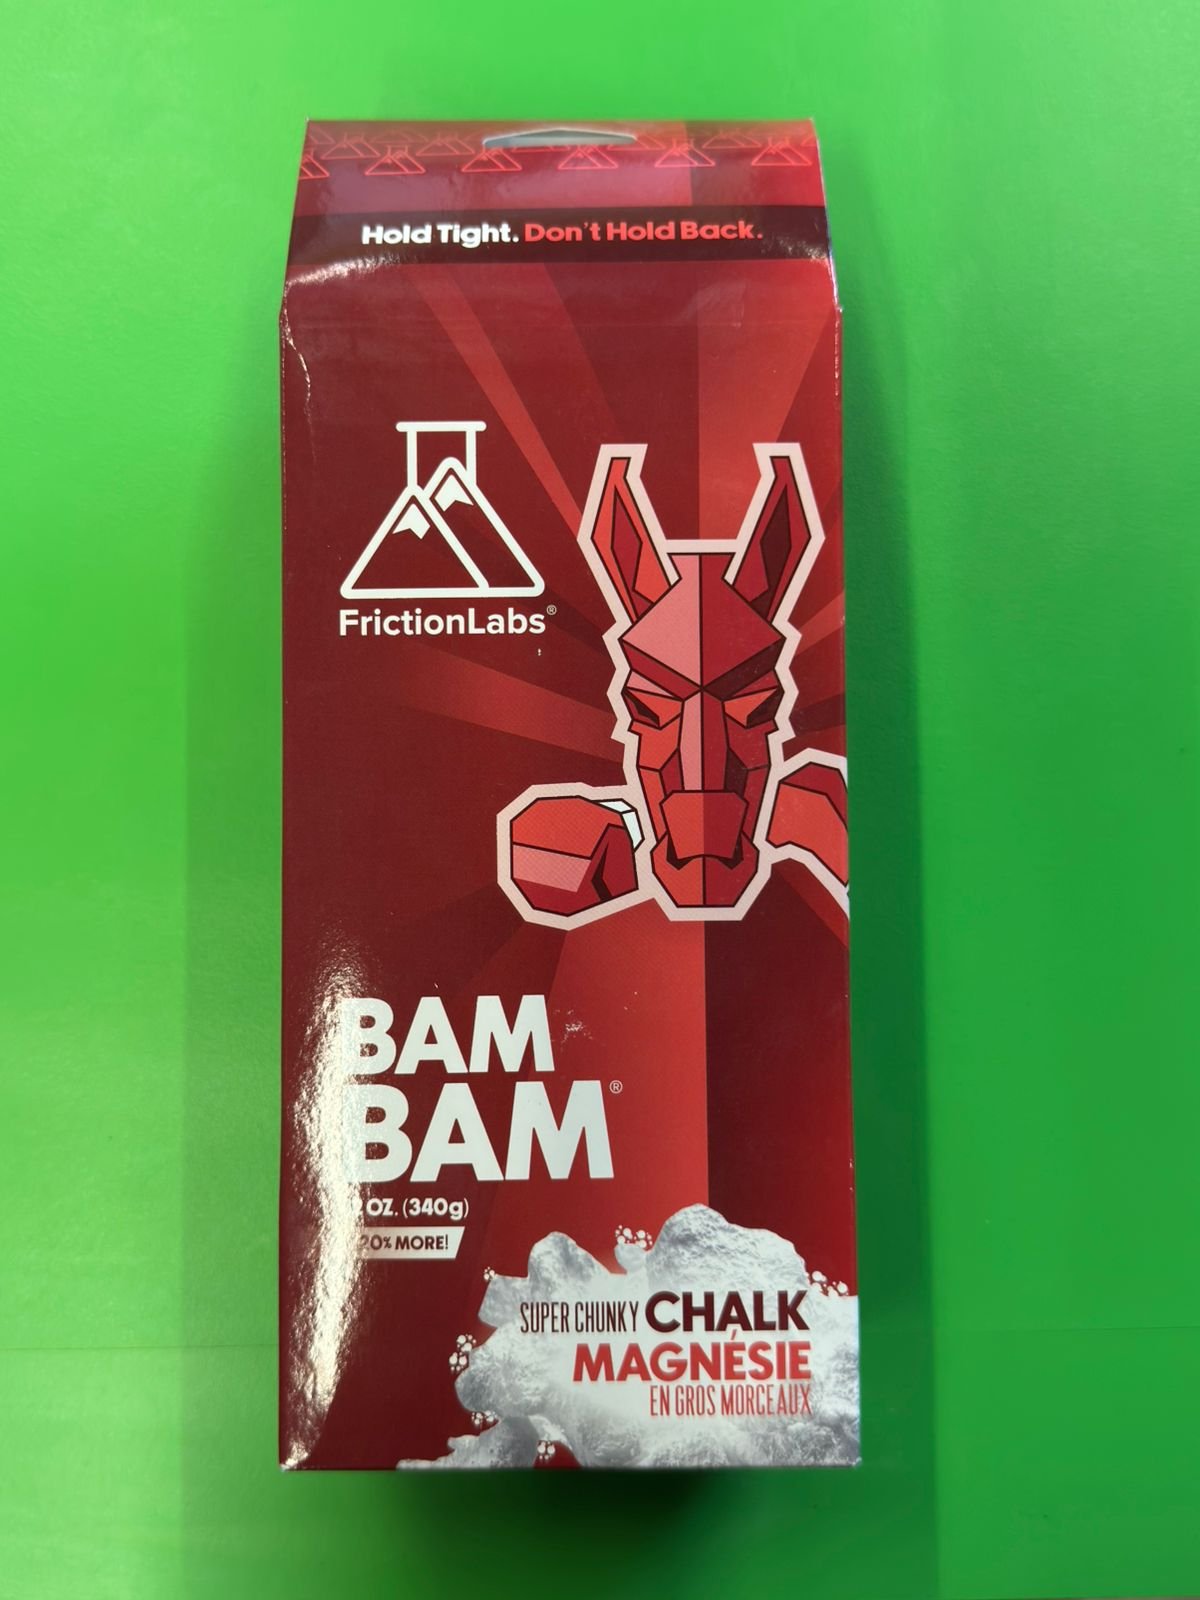 Hold Tight. Don't Hold Back.
FrictionLabs®
BAM
BAM®
2 OZ. (340g)
20% MORE!
SUPER CHUNKY CHALK
MAGNÉSIE
EN GROS MORCEAUX